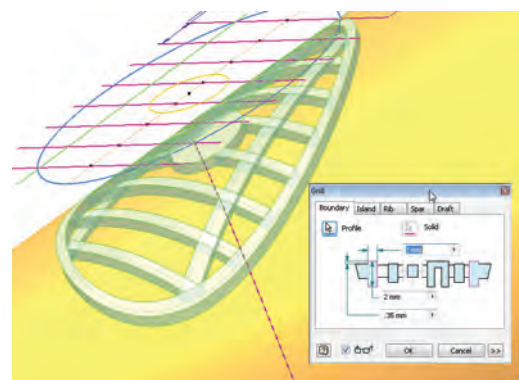 Grill
Boundary Island Rib Spar Draft
Profile Solid
2 mm
.35 mm
OK Cancel >>